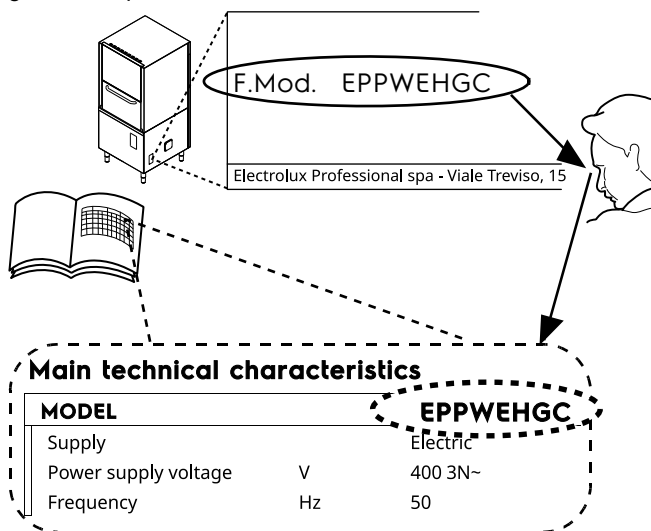 F.Mod. EPPWEHGC
Electrolux Professional spa - Viale Treviso, 15
Main technical characteristics
MODEL EPPWEHGC
Supply Electric
Power supply voltage V 400 3N~
Frequency Hz 50